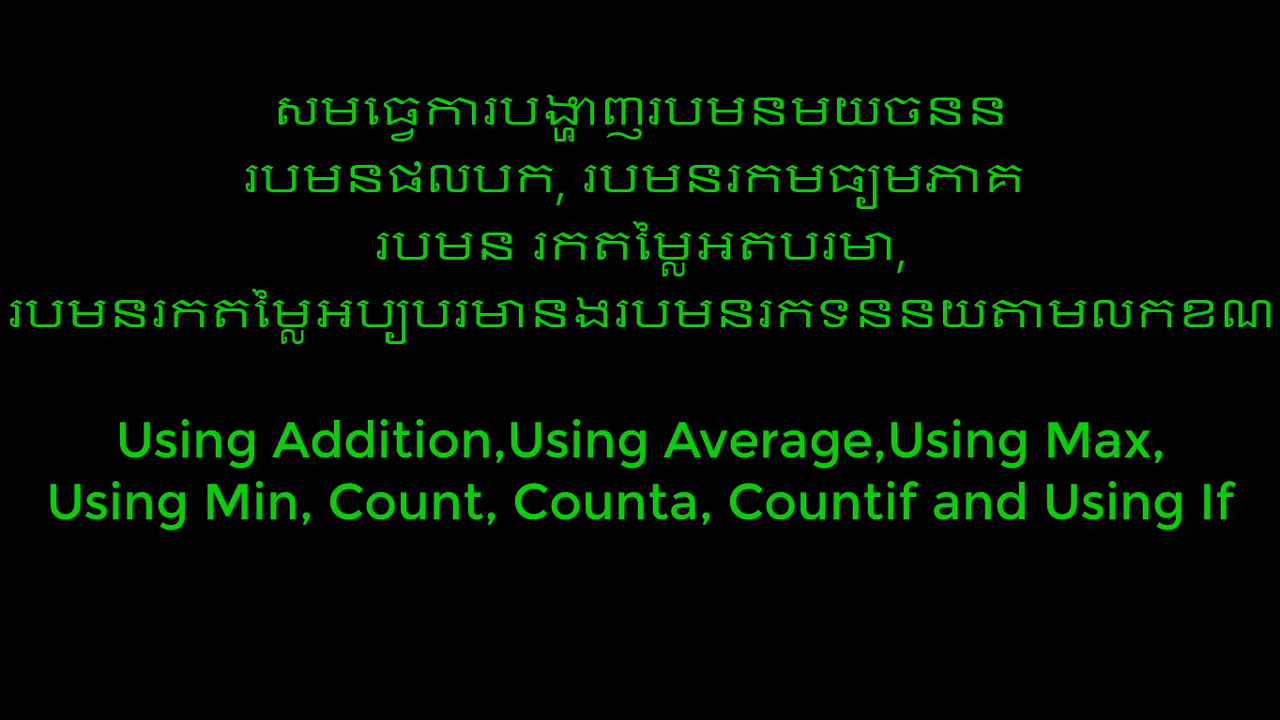 សមធ្វើការបង្ហាញរបមនមយចនន
របមនផលបក, របមនរកមធ្យមភាគ
របមន រកតម្លៃអតបរមា,
របមនរកតម្លៃអប្យបរមានងរបមនរកទននយតាមលកខណ
Using Addition,Using Average,Using Max,
Using Min, Count, Counta, Countif and Using If